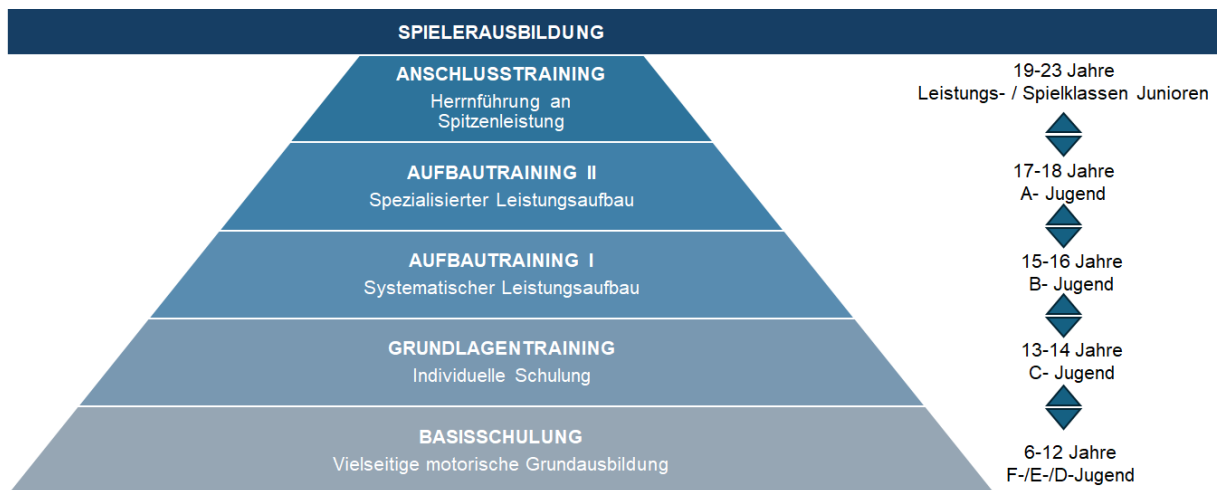 SPIELERAUSBILDUNG
ANSCHLUSSTRAINING
Herrnführung an
Spitzenleistung
19-23 Jahre
Leistungs- / Spielklassen Junioren
AUFBAUTRAINING II
Spezialisierter Leistungsaufbau
17-18 Jahre
A- Jugend
AUFBAUTRAINING I
Systematischer Leistungsaufbau
15-16 Jahre
B- Jugend
GRUNDLAGENTRAINING
Individuelle Schulung
13-14 Jahre
C- Jugend
BASISSCHULUNG
Vielseitige motorische Grundausbildung
6-12 Jahre
F-/E-/D-Jugend